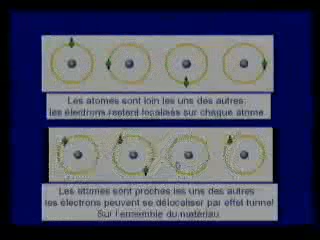 Les atomes sont loin les uns des autres:
les électrons restent localisés sur chaque atome.
Les atomes sont proches les uns des autres
les électrons peuvent se délocaliser par effet tunnel
Sur l'ensemble du matériau